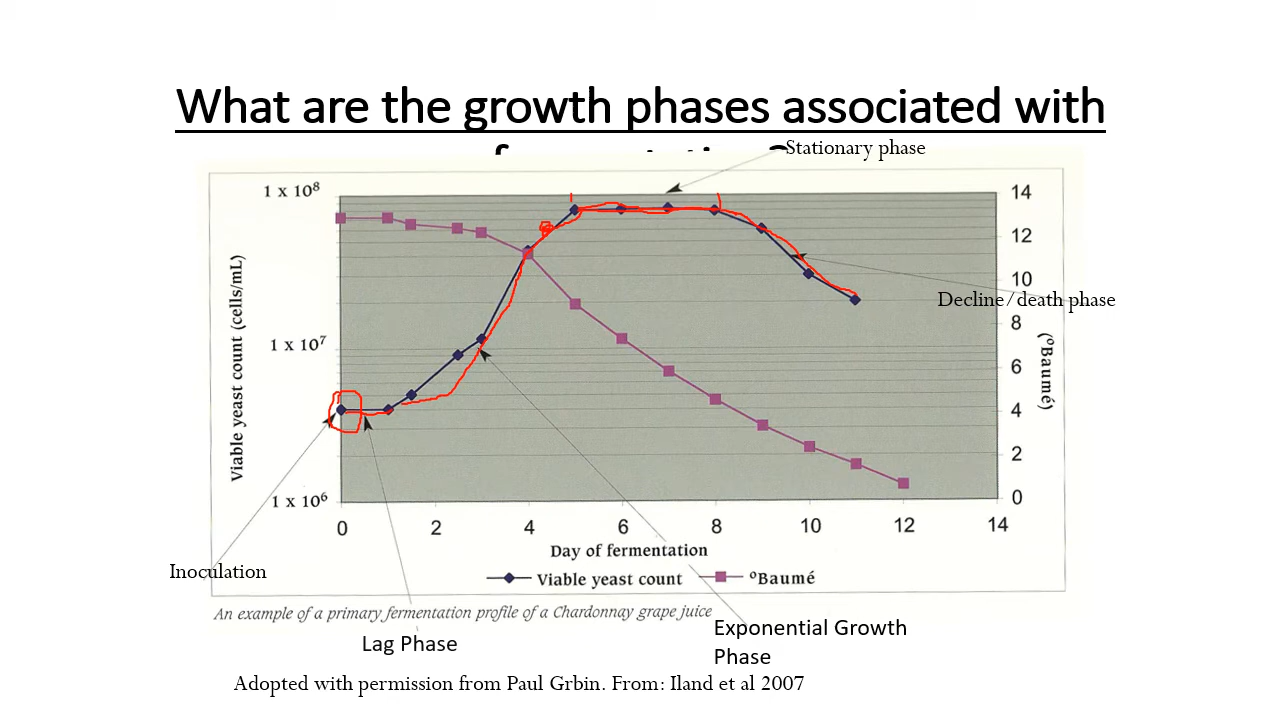 What are the growth phases associated with
Stationary phase
1 x 10⁸
14
12
10
Decline/death phase
8
1 x 10⁷
6
4
2
1 x 10⁶
0
Viable yeast count (cells/mL)
(ºBaumé)
0 2 4 6 8 10 12 14
Day of fermentation
Inoculation
Viable yeast count ºBaumé
An example of a primary fermentation profile of a Chardonnay grape juice
Exponential Growth
Phase
Lag Phase
Adopted with permission from Paul Grbin. From: Iland et al 2007